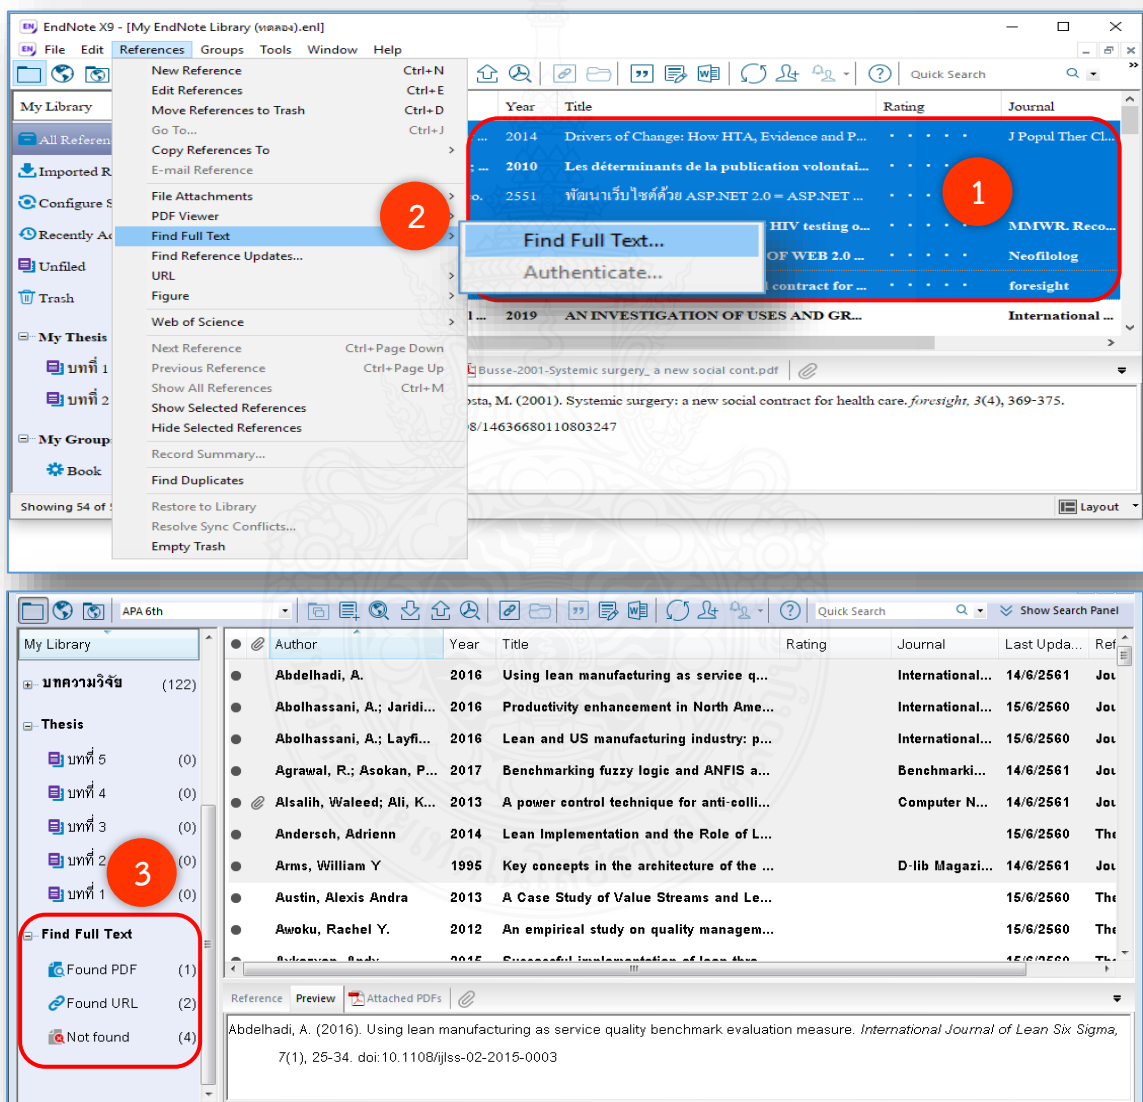 EndNote X9 - [My EndNote Library (ทดลอง).enl]
File Edit References Groups Tools Window Help
Quick Search
New Reference Ctrl+N
Edit References Ctrl+E
Move References to Trash Ctrl+D
Go To... Ctrl+J
Copy References To
E-mail Reference
File Attachments
PDF Viewer
Find Full Text
Find Reference Updates...
URL
Figure
Web of Science
Next Reference Ctrl+Page Down
Previous Reference Ctrl+Page Up
Show All References Ctrl+M
Show Selected References
Hide Selected References
Record Summary...
Find Duplicates
Restore to Library
Resolve Sync Conflicts...
Empty Trash
2
Find Full Text...
Authenticate...
1
My Library
All Referen
Imported R
Configure S
Recently Ad
Unfiled
Trash
My Thesis
บทที่ 1
บทที่ 2
My Group
Book
Showing 54 of
Year Title Rating Journal
... 2014 Drivers of Change: How HTA, Evidence and P... J Popul Ther Cl...
; ... 2010 Les déterminants de la publication volontai...
o. 2551 พัฒนาเว็บไซต์ด้วย ASP.NET 2.0 = ASP.NET ...
HIV testing o... MMWR. Reco...
OF WEB 2.0 ... Neofilolog
l contract for ... foresight
l ... 2019 AN INVESTIGATION OF USES AND GR... International ...
Busse-2001-Systemic surgery_ a new social cont.pdf
osta, M. (2001). Systemic surgery: a new social contract for health care. foresight, 3(4), 369-375.
8/14636680110803247
Layout
APA 6th
Quick Search
Show Search Panel
My Library
บทความวิจัย (122)
Thesis
บทที่ 5 (0)
บทที่ 4 (0)
บทที่ 3 (0)
บทที่ 2 (0)
บทที่ 1 (0)
3
Find Full Text
Found PDF (1)
Found URL (2)
Not found (4)
Author Year Title Rating Journal Last Upda... Ref
Abdelhadi, A. 2016 Using lean manufacturing as service q... International... 14/6/2561 Jou
Abolhassani, A.; Jaridi... 2016 Productivity enhancement in North Ame... International... 15/6/2560 Jou
Abolhassani, A.; Layfi... 2016 Lean and US manufacturing industry: p... International... 15/6/2560 Jou
Agrawal, R.; Asokan, P... 2017 Benchmarking fuzzy logic and ANFIS a... Benchmarki... 14/6/2561 Jou
Alsalih, Waleed; Ali, K... 2013 A power control technique for anti-colli... Computer N... 14/6/2561 Jou
Andersch, Adrienn 2014 Lean Implementation and the Role of L... 15/6/2560 The
Arms, William Y 1995 Key concepts in the architecture of the ... D-lib Magazi... 14/6/2561 Jou
Austin, Alexis Andra 2013 A Case Study of Value Streams and Le... 15/6/2560 The
Awoku, Rachel Y. 2012 An empirical study on quality managem... 15/6/2560 The
Reference Preview Attached PDFs
Abdelhadi, A. (2016). Using lean manufacturing as service quality benchmark evaluation measure. International Journal of Lean Six Sigma,
7(1), 25-34. doi:10.1108/ijlss-02-2015-0003